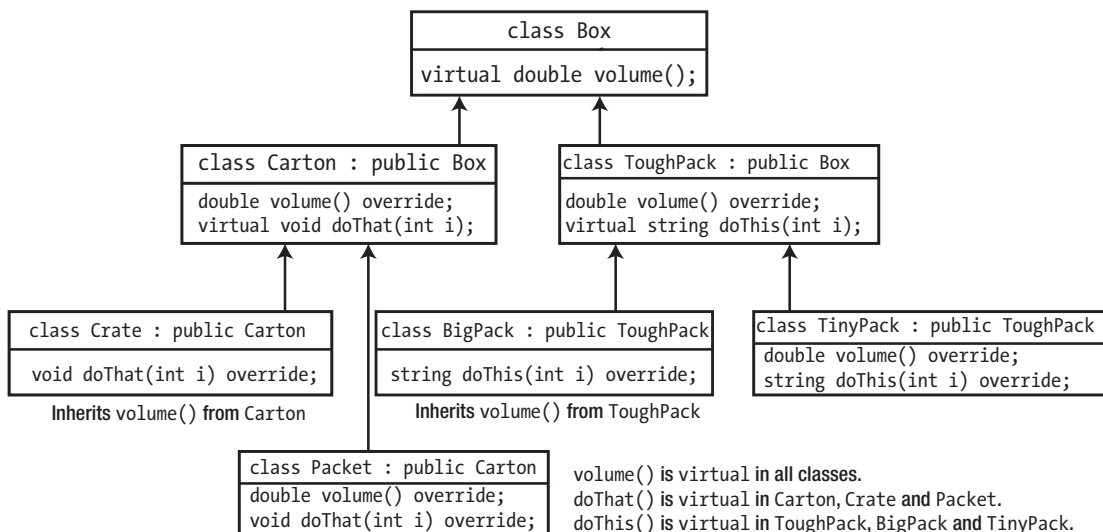 class Box
virtual double volume();
class Carton : public Box
double volume() override;
virtual void doThat(int i);
class ToughPack : public Box
double volume() override;
virtual string doThis(int i);
class Crate : public Carton
void doThat(int i) override;
Inherits volume() from Carton
class BigPack : public ToughPack
string doThis(int i) override;
Inherits volume() from ToughPack
class TinyPack : public ToughPack
double volume() override;
string doThis(int i) override;
class Packet : public Carton
double volume() override;
void doThat(int i) override;
volume() is virtual in all classes.
doThat() is virtual in Carton, Crate and Packet.
doThis() is virtual in ToughPack, BigPack and TinyPack.